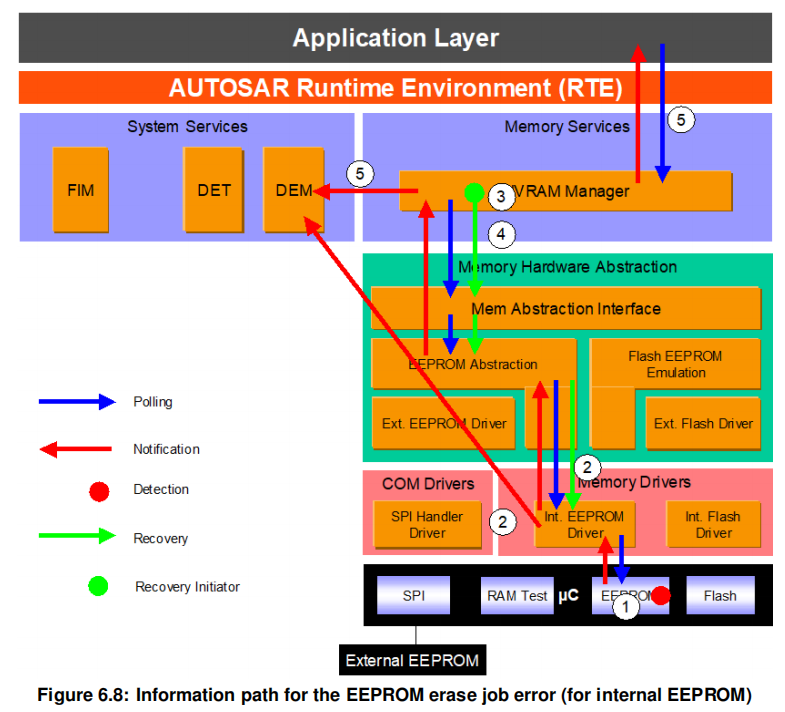 Application Layer
AUTOSAR Runtime Environment (RTE)
System Services
Memory Services
5
FIM
DET
DEM
5
VRAM Manager
3
4
Memory Hardware Abstraction
Mem Abstraction Interface
EEPROM Abstraction
Flash EEPROM
Emulation
Ext. EEPROM Driver
Ext. Flash Driver
Polling
Notification
Detection
Recovery
Recovery Initiator
2
COM Drivers
Memory Drivers
SPI Handler
Driver
2
Int. EEPROM
Driver
Int. Flash
Driver
SPI
RAM Test
µC
EEPROM
1
Flash
External EEPROM
Figure 6.8: Information path for the EEPROM erase job error (for internal EEPROM)